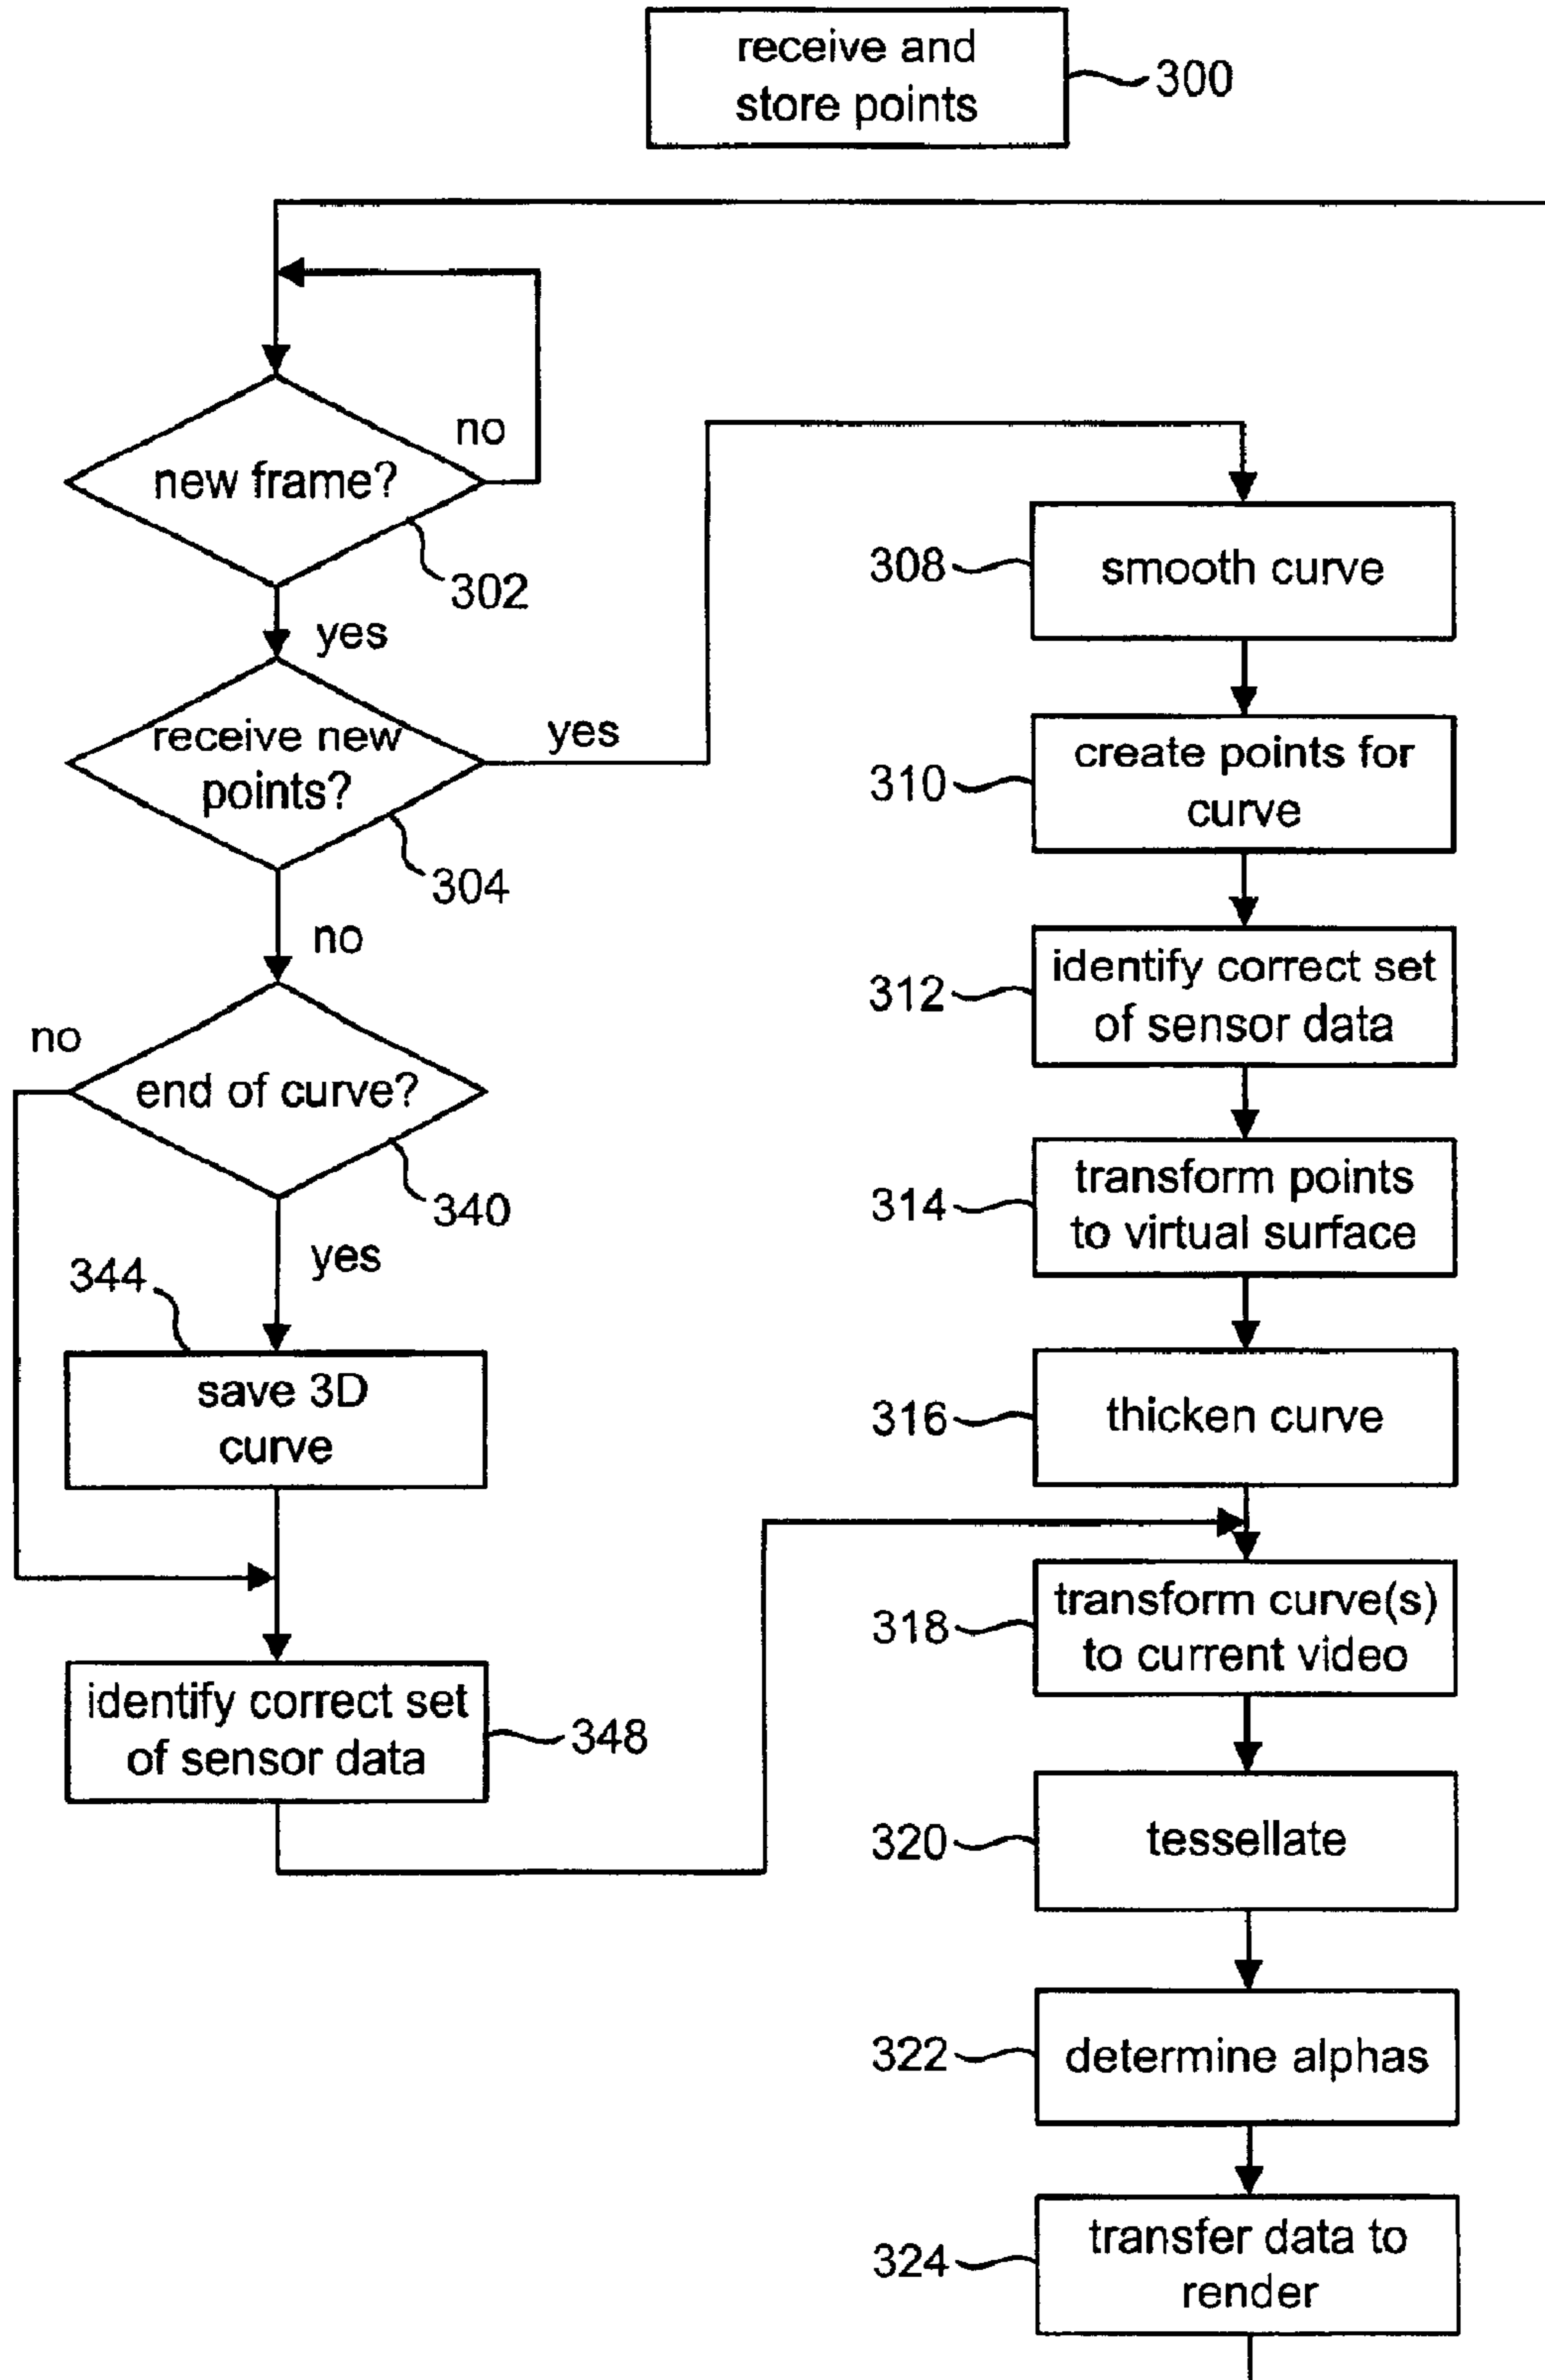 receive and
store points
300
new frame?
no
302
yes
receive new
points?
yes
304
no
end of curve?
no
340
yes
344
save 3D
curve
identify correct set
of sensor data
348
308
smooth curve
310
create points for
curve
312
identify correct set
of sensor data
314
transform points
to virtual surface
316
thicken curve
318
transform curve(s)
to current video
320
tessellate
322
determine alphas
324
transfer data to
render